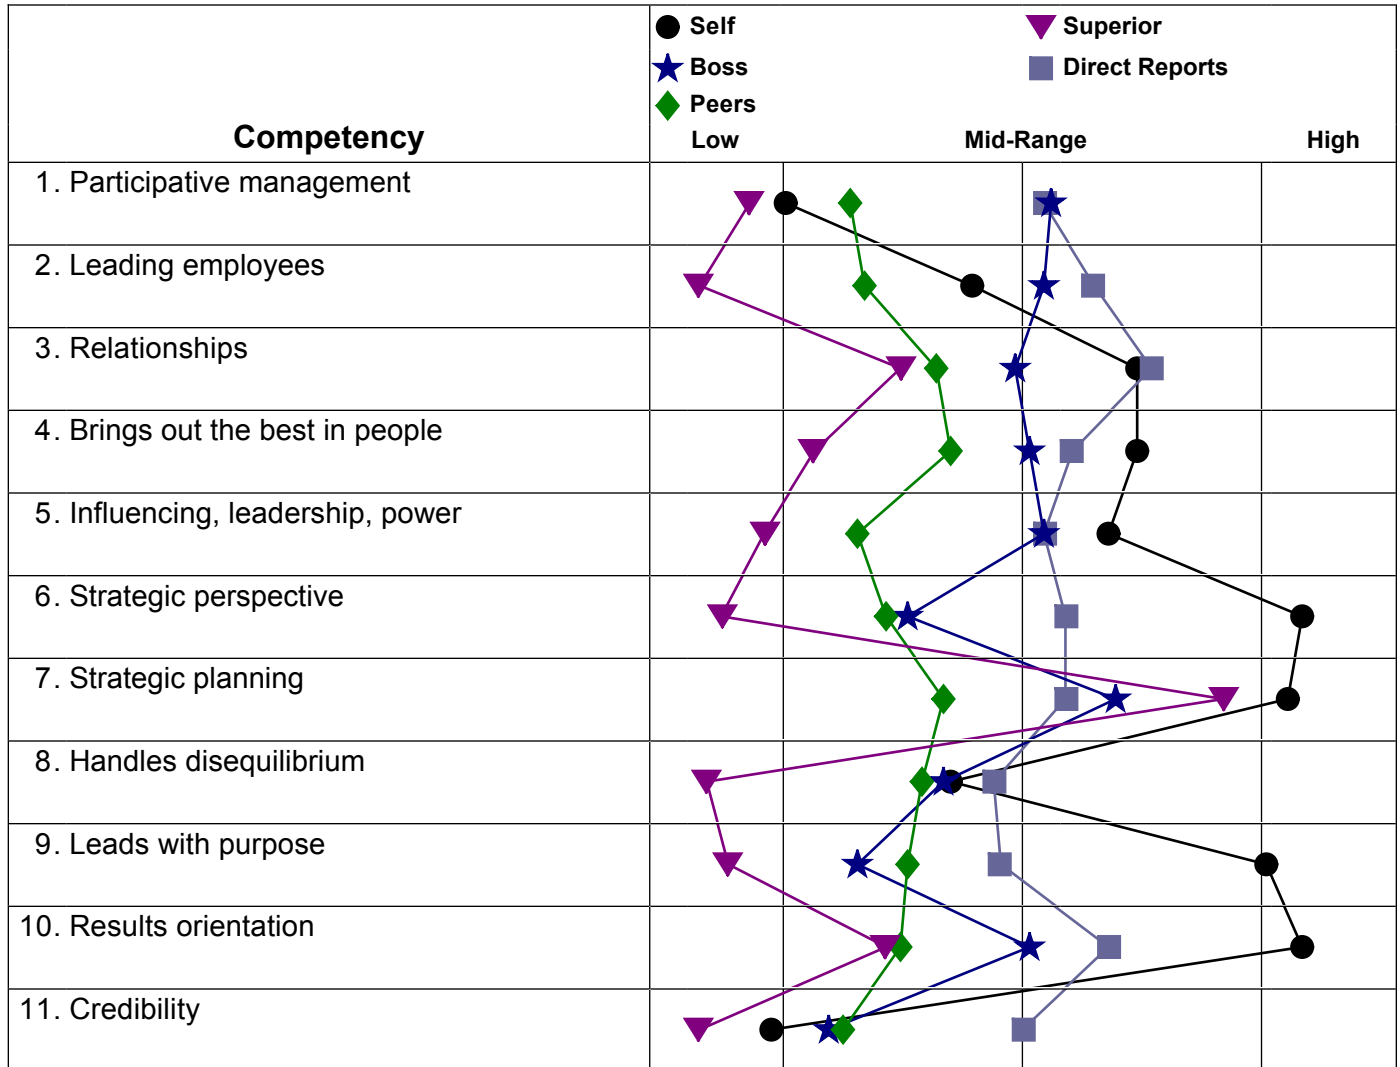 Self
Superior
Boss
Direct Reports
Peers
Competency
Low
Mid-Range
High
1. Participative management
2. Leading employees
3. Relationships
4. Brings out the best in people
5. Influencing, leadership, power
6. Strategic perspective
7. Strategic planning
8. Handles disequilibrium
9. Leads with purpose
10. Results orientation
11. Credibility